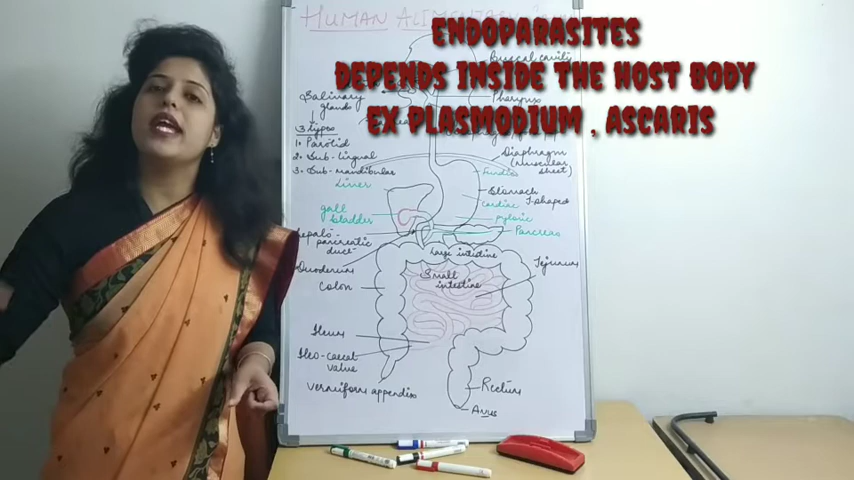 HUMAN ALIMENTARY
ENDOPARASITES
DEPENDS INSIDE THE HOST BODY
EX PLASMODIUM , ASCARIS
Buccal cavity
Pharynx
Salivary
glands
3 types
1. Parotid
2. Sub-lingual
3. Sub-mandibular
Diaphragm
(muscular
sheet)
Liver
Fundic
Stomach
J-shaped
cardiac
gall
bladder
pyloric
Pancreas
Hepato-
pancreatic
duct
Large intestine
Duodenum
Small
intestine
Jejunum
Colon
Ileum
Ileo-caecal
valve
Vermiform appendix
Rectum
Anus